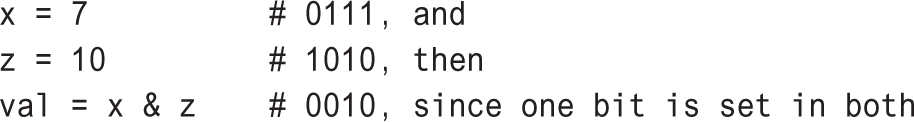 x = 7          # 0111, and
z = 10         # 1010, then
val = x & z    # 0010, since one bit is set in both